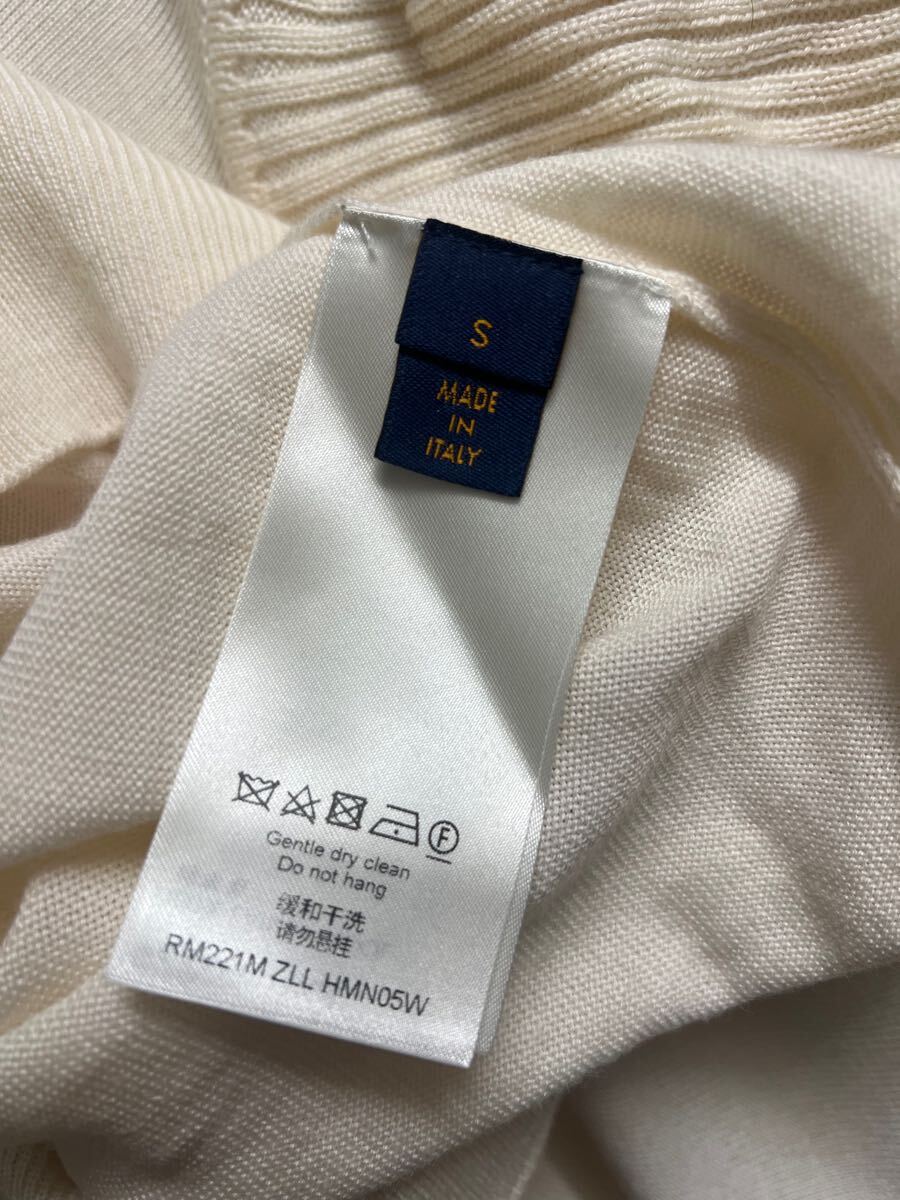 S
MADE
IN
ITALY
F
Gentle dry clean
Do not hang
缓和干洗
请勿悬挂
RM221M ZLL HMN05W